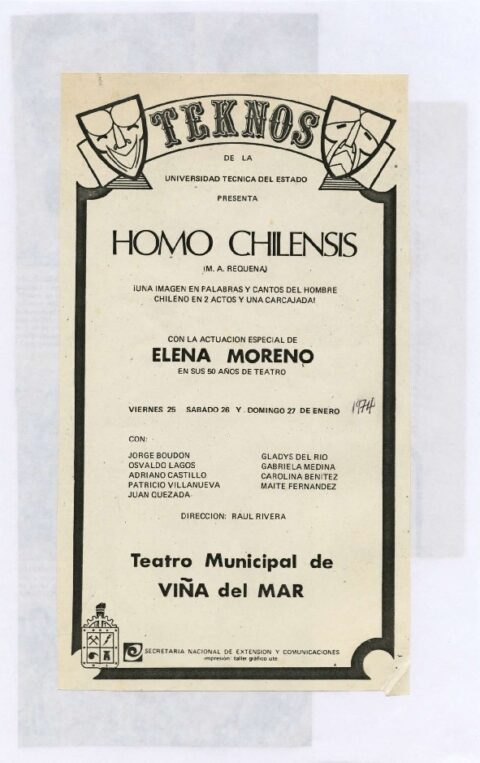 TEKNOS
DE LA
UNIVERSIDAD TECNICA DEL ESTADO
PRESENTA
HOMO CHILENSIS
(M. A. REQUENA)
¡UNA IMAGEN EN PALABRAS Y CANTOS DEL HOMBRE
CHILENO EN 2 ACTOS Y UNA CARCAJADA!
CON LA ACTUACION ESPECIAL DE
ELENA MORENO
EN SUS 50 AÑOS DE TEATRO
VIERNES 25 SABADO 26 Y DOMINGO 27 DE ENERO 1974
CON:
JORGE BOUDON
OSVALDO LAGOS
ADRIANO CASTILLO
PATRICIO VILLANUEVA
JUAN QUEZADA
GLADYS DEL RIO
GABRIELA MEDINA
CAROLINA BENITEZ
MAITE FERNANDEZ
DIRECCION: RAUL RIVERA
Teatro Municipal de
VIÑA del MAR
SECRETARIA NACIONAL DE EXTENSION Y COMUNICACIONES
impresión taller gráfico ute